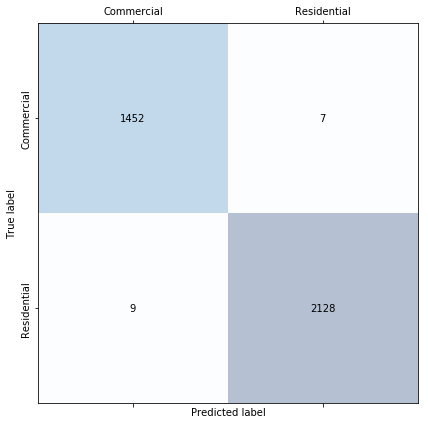 Commercial Residential
True label
Commercial 1452 7
Residential 9 2128
Predicted label